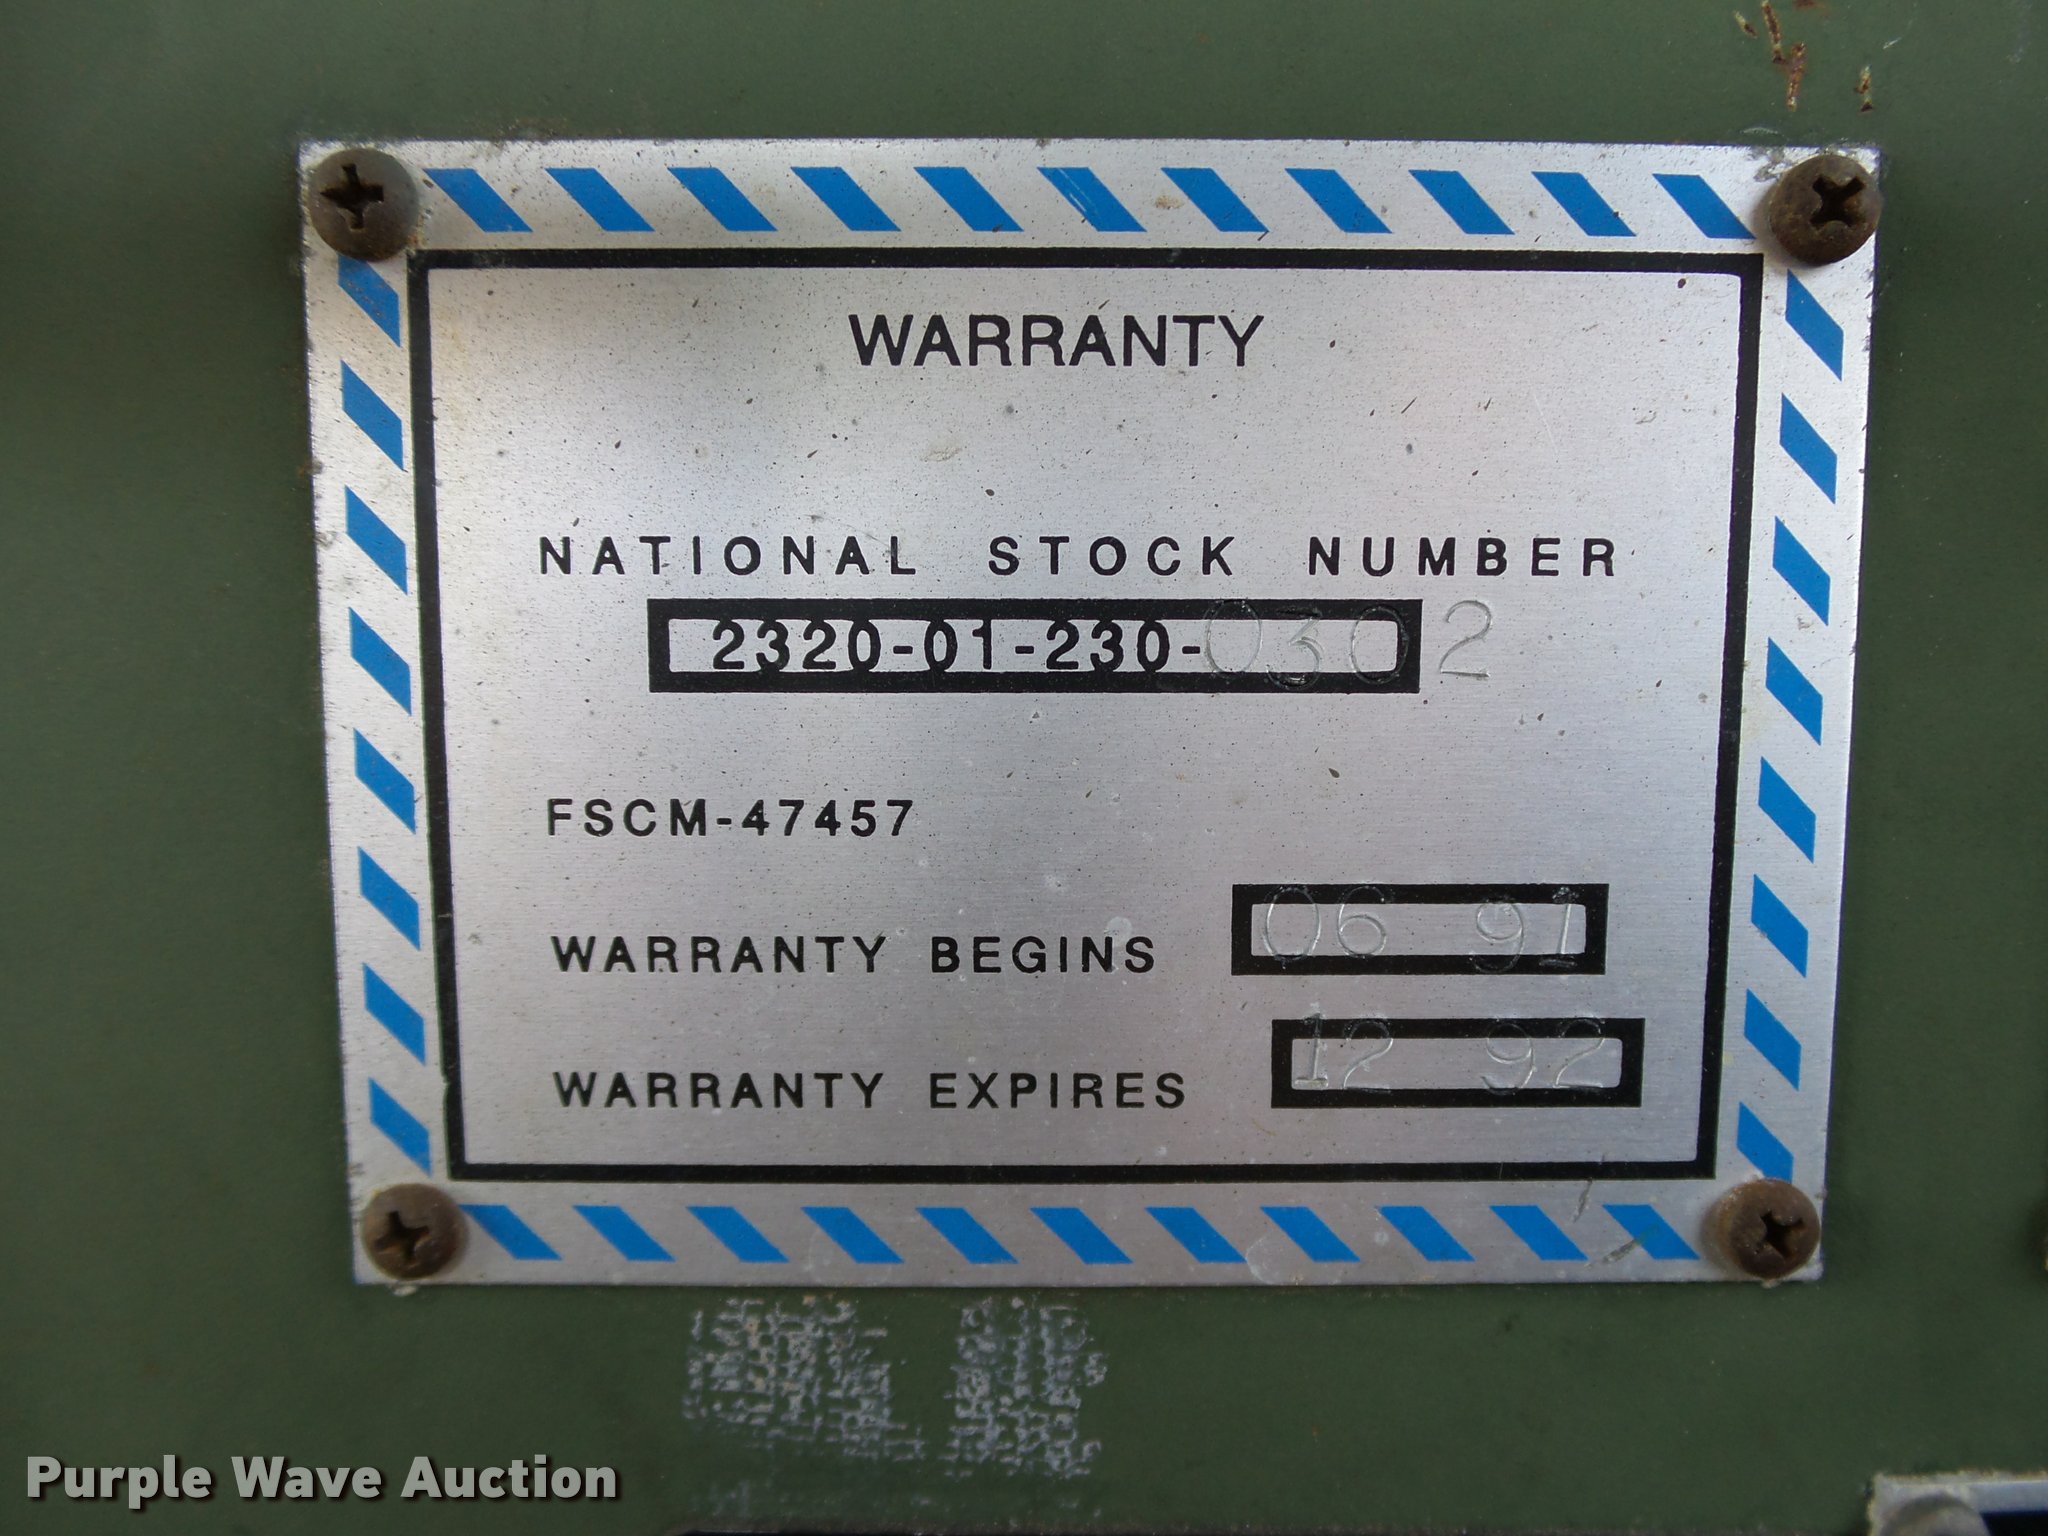 WARRANTY
NATIONAL STOCK NUMBER
2320-01-230-0302
FSCM-47457
WARRANTY BEGINS 06 91
WARRANTY EXPIRES 12 92
Purple Wave Auction